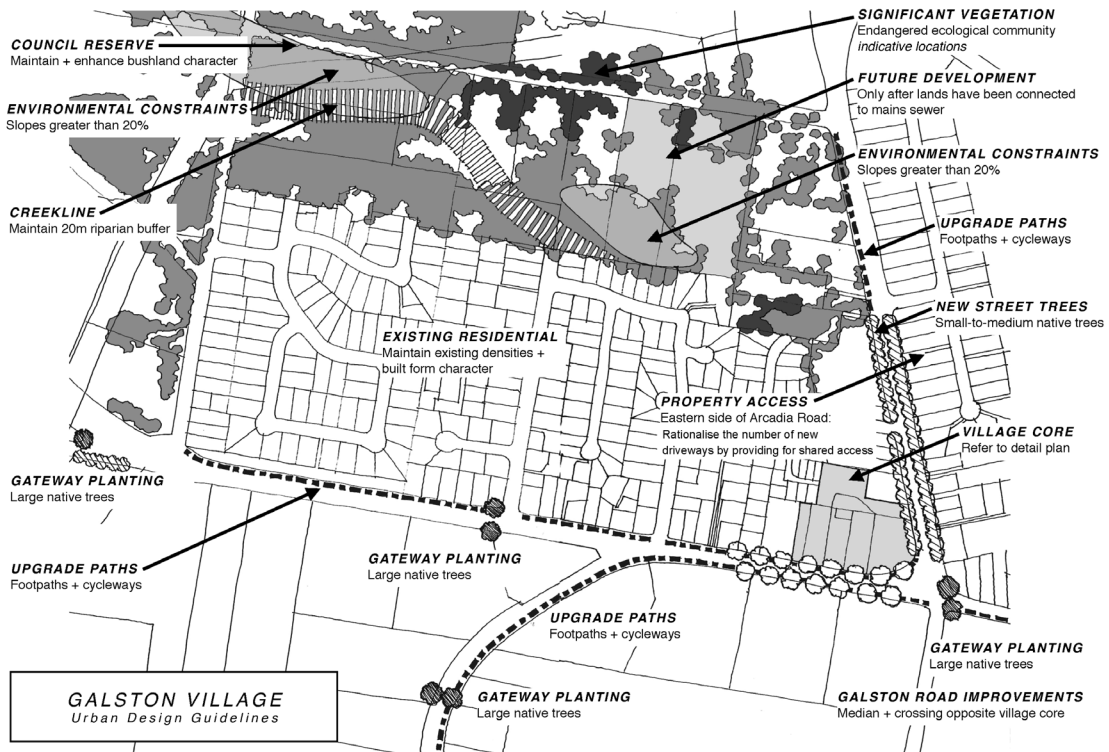 SIGNIFICANT VEGETATION
Endangered ecological community
indicative locations
COUNCIL RESERVE
Maintain + enhance bushland character
FUTURE DEVELOPMENT
Only after lands have been connected
to mains sewer
ENVIRONMENTAL CONSTRAINTS
Slopes greater than 20%
ENVIRONMENTAL CONSTRAINTS
Slopes greater than 20%
CREEKLINE
Maintain 20m riparian buffer
UPGRADE PATHS
Footpaths + cycleways
NEW STREET TREES
Small-to-medium native trees
EXISTING RESIDENTIAL
Maintain existing densities +
built form character
PROPERTY ACCESS
Eastern side of Arcadia Road:
Rationalise the number of new
driveways by providing for shared access
VILLAGE CORE
Refer to detail plan
GATEWAY PLANTING
Large native trees
GATEWAY PLANTING
Large native trees
UPGRADE PATHS
Footpaths + cycleways
UPGRADE PATHS
Footpaths + cycleways
GATEWAY PLANTING
Large native trees
GATEWAY PLANTING
Large native trees
GALSTON ROAD IMPROVEMENTS
Median + crossing opposite village core
GALSTON VILLAGE
Urban Design Guidelines